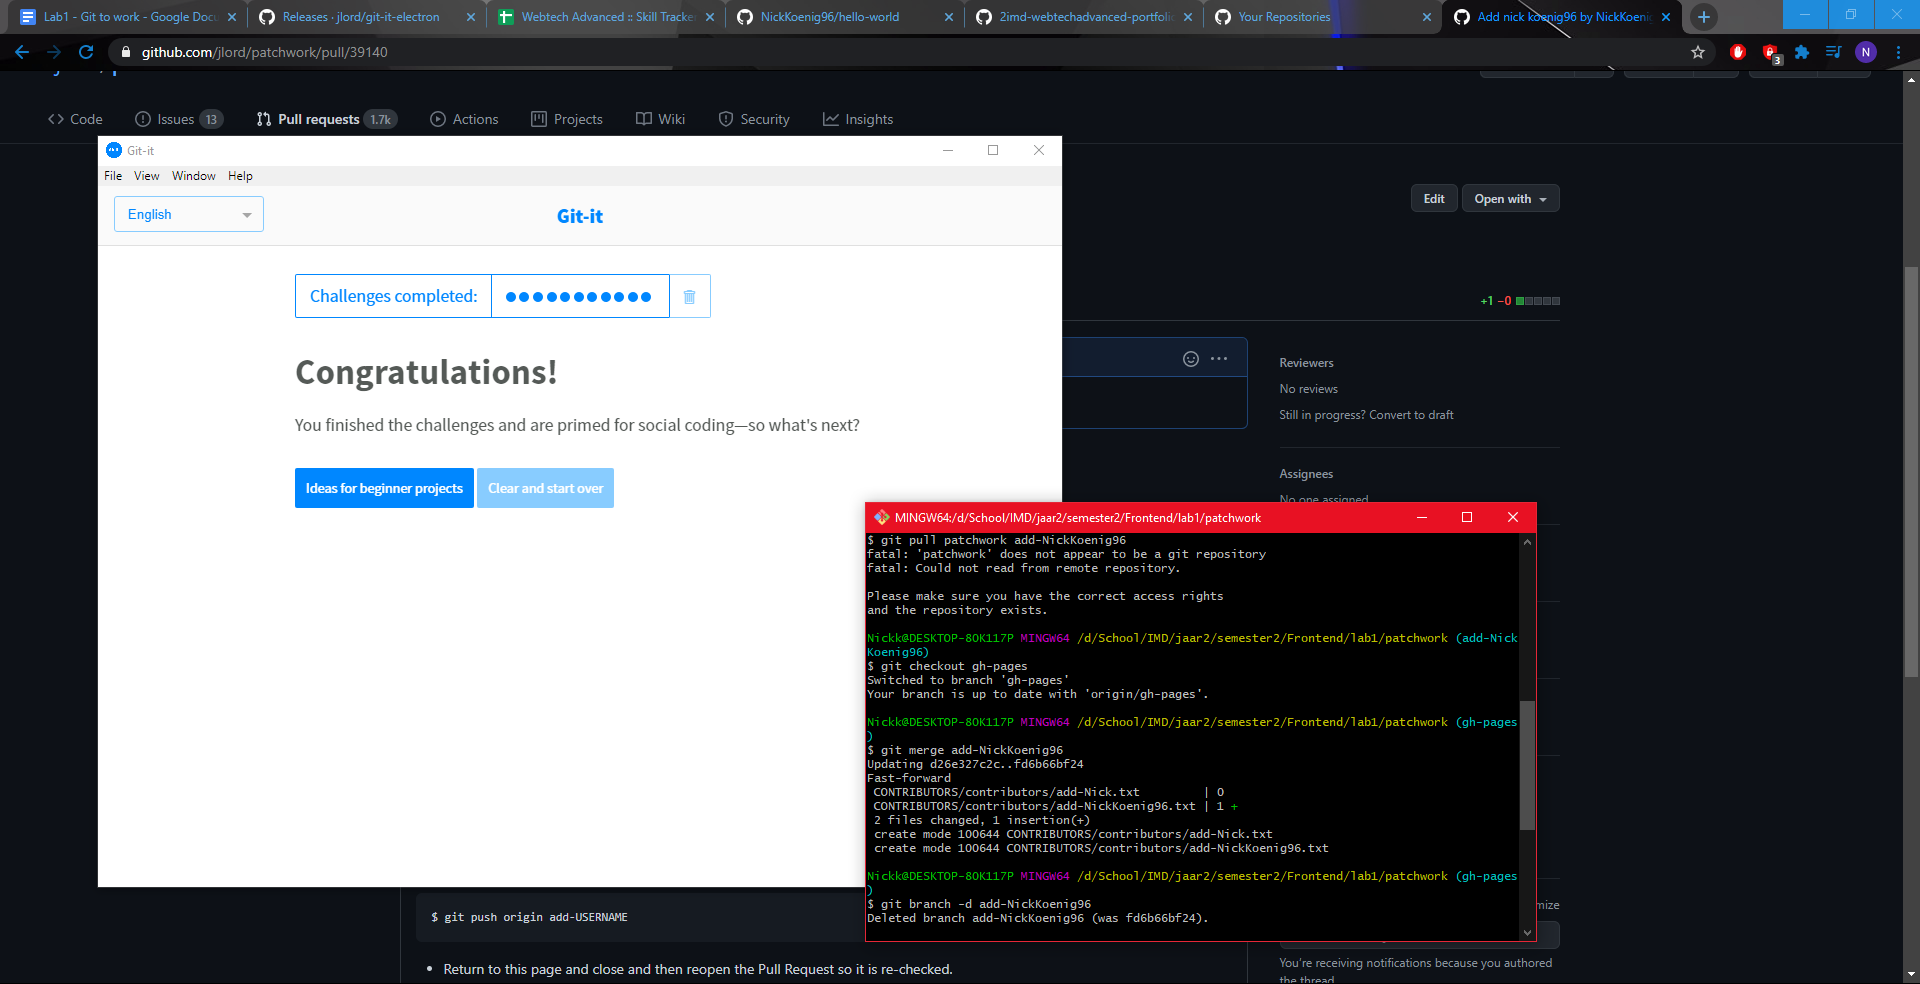 Lab1 - Git to work - Google Docu
Releases · jlord/git-it-electron
Webtech Advanced :: Skill Tracker
NickKoenig96/hello-world
2imd-webtechadvanced-portfolio
Your Repositories
Add nick koenig96 by NickKoenig
github.com/jlord/patchwork/pull/39140
3
N
Code
Issues 13
Pull requests 1.7k
Actions
Projects
Wiki
Security
Insights
Git-it
File View Window Help
English
Git-it
Challenges completed:
Congratulations!
You finished the challenges and are primed for social coding—so what's next?
Ideas for beginner projects
Clear and start over
Edit
Open with
+1 −0
Reviewers
No reviews
Still in progress? Convert to draft
Assignees
No one assigned
MINGW64:/d/School/IMD/jaar2/semester2/Frontend/lab1/patchwork
$ git pull patchwork add-NickKoenig96
fatal: 'patchwork' does not appear to be a git repository
fatal: Could not read from remote repository.
Please make sure you have the correct access rights
and the repository exists.
Nickk@DESKTOP-8OK117P MINGW64 /d/School/IMD/jaar2/semester2/Frontend/lab1/patchwork (add-Nick
Koenig96)
$ git checkout gh-pages
Switched to branch 'gh-pages'
Your branch is up to date with 'origin/gh-pages'.
Nickk@DESKTOP-8OK117P MINGW64 /d/School/IMD/jaar2/semester2/Frontend/lab1/patchwork (gh-pages
)
$ git merge add-NickKoenig96
Updating d26e327c2c..fd6b66bf24
Fast-forward
CONTRIBUTORS/contributors/add-Nick.txt | 0
CONTRIBUTORS/contributors/add-NickKoenig96.txt | 1 +
2 files changed, 1 insertion(+)
create mode 100644 CONTRIBUTORS/contributors/add-Nick.txt
create mode 100644 CONTRIBUTORS/contributors/add-NickKoenig96.txt
Nickk@DESKTOP-8OK117P MINGW64 /d/School/IMD/jaar2/semester2/Frontend/lab1/patchwork (gh-pages
)
$ git branch -d add-NickKoenig96
Deleted branch add-NickKoenig96 (was fd6b66bf24).
$ git push origin add-USERNAME
Return to this page and close and then reopen the Pull Request so it is re-checked.
mize
You're receiving notifications because you authored
the thread.